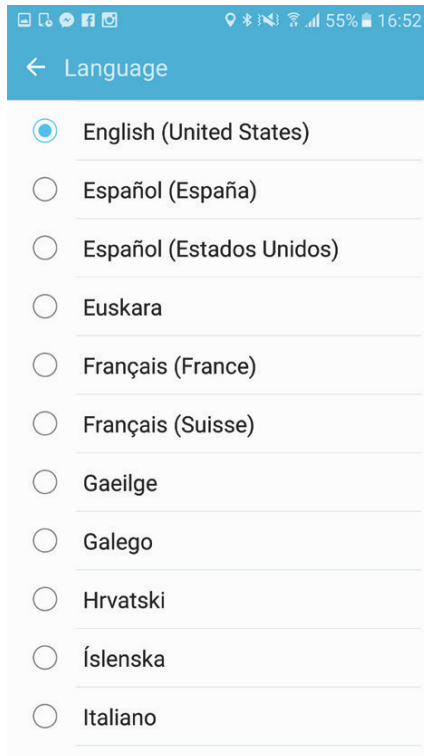 55% 16:52
Language
English (United States)
Español (España)
Español (Estados Unidos)
Euskara
Français (France)
Français (Suisse)
Gaeilge
Galego
Hrvatski
Íslenska
Italiano